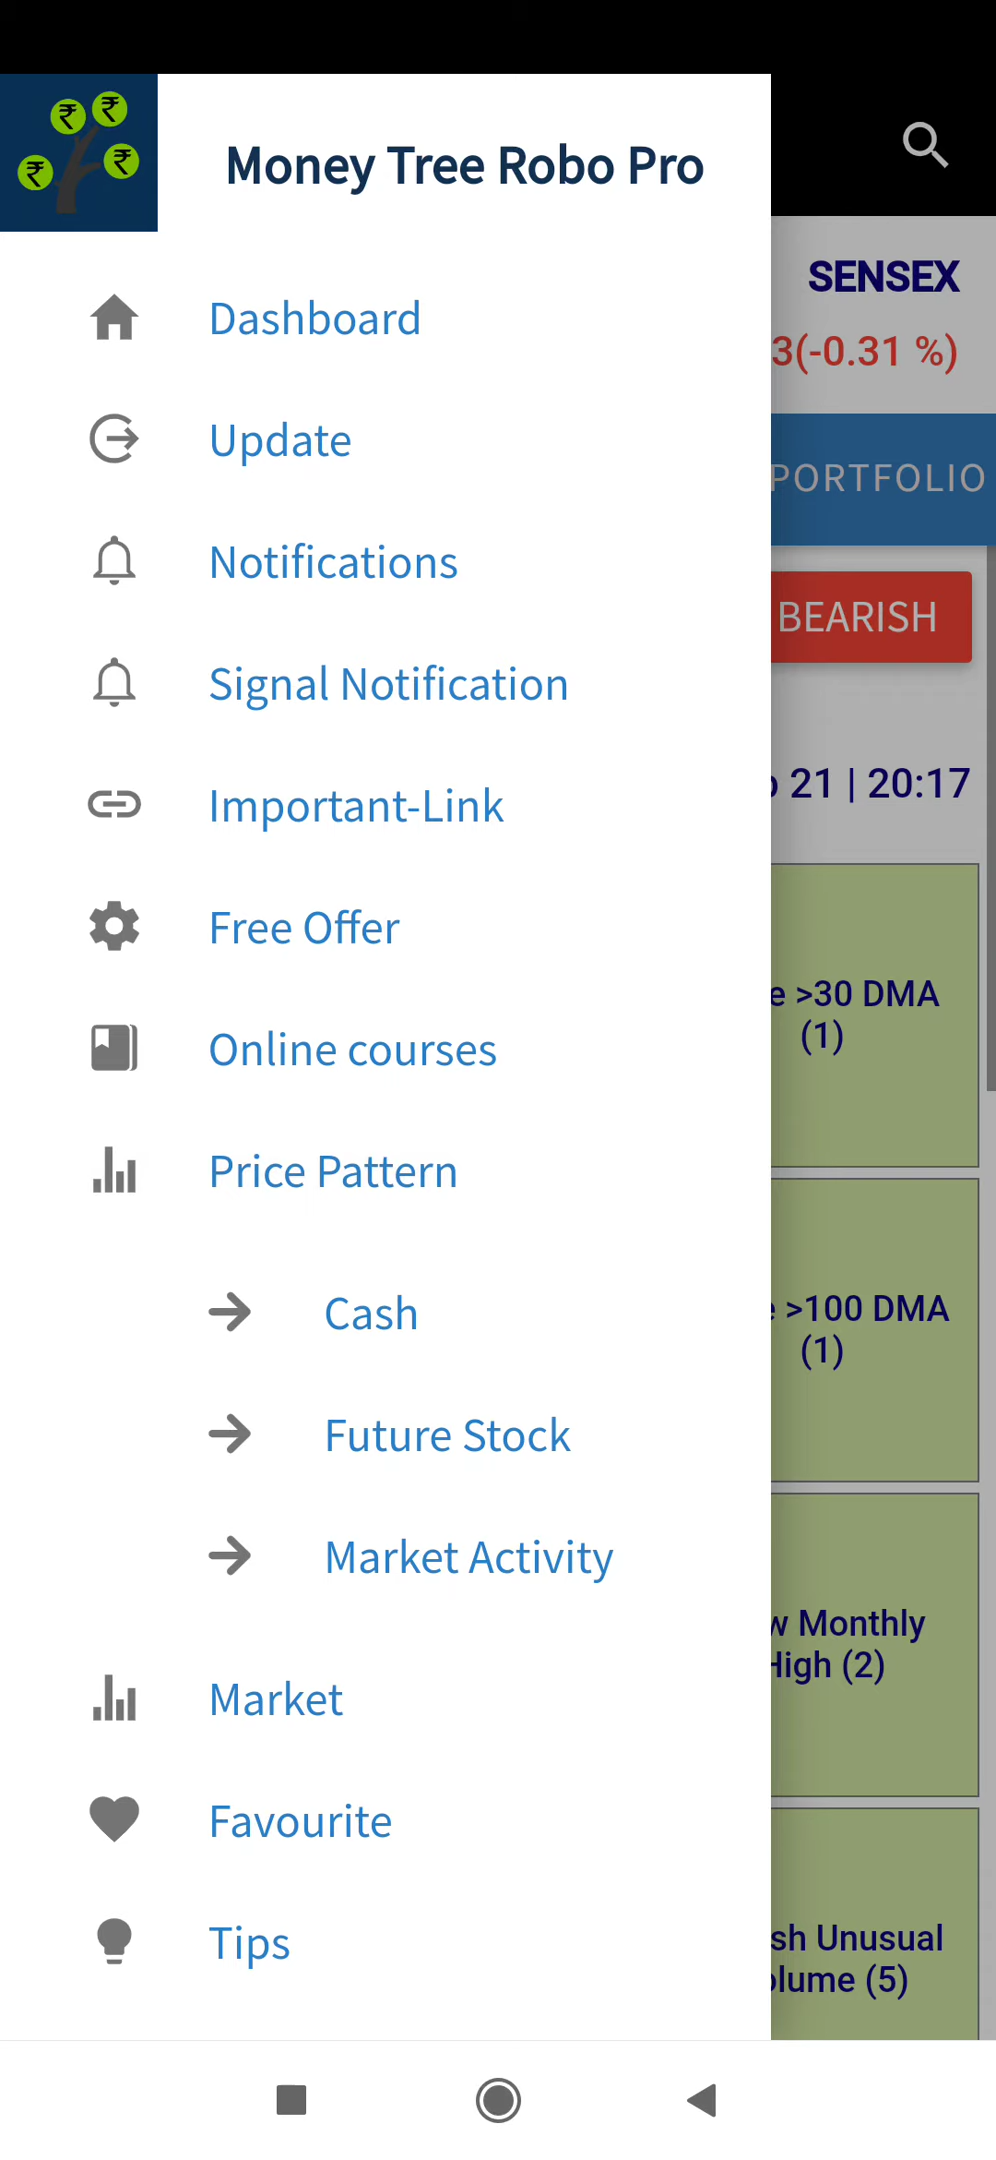 ₹ ₹ ₹ ₹
Money Tree Robo Pro
SENSEX
3(-0.31 %)
Dashboard
Update
PORTFOLIO
Notifications
BEARISH
Signal Notification
21 | 20:17
Important-Link
Free Offer
e >30 DMA
(1)
Online courses
Price Pattern
Cash
>100 DMA
(1)
Future Stock
Market Activity
w Monthly
High (2)
Market
Favourite
Tips
sh Unusual
olume (5)